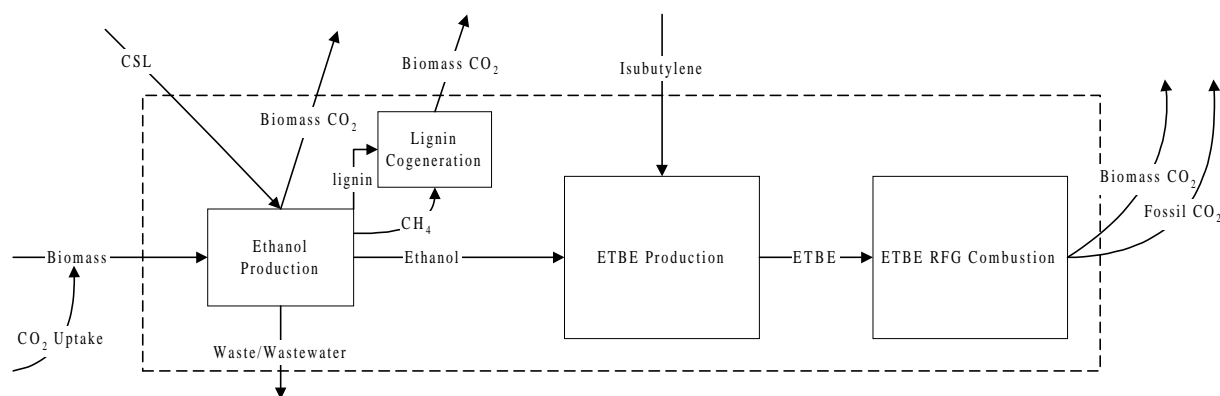 CSL
Biomass CO₂
Isubutylene
Biomass CO₂
Lignin
Cogeneration
lignin
Biomass CO₂
Fossil CO₂
CH₄
Ethanol
Production
Biomass
Ethanol
ETBE Production
ETBE
ETBE RFG Combustion
CO₂ Uptake
Waste/Wastewater